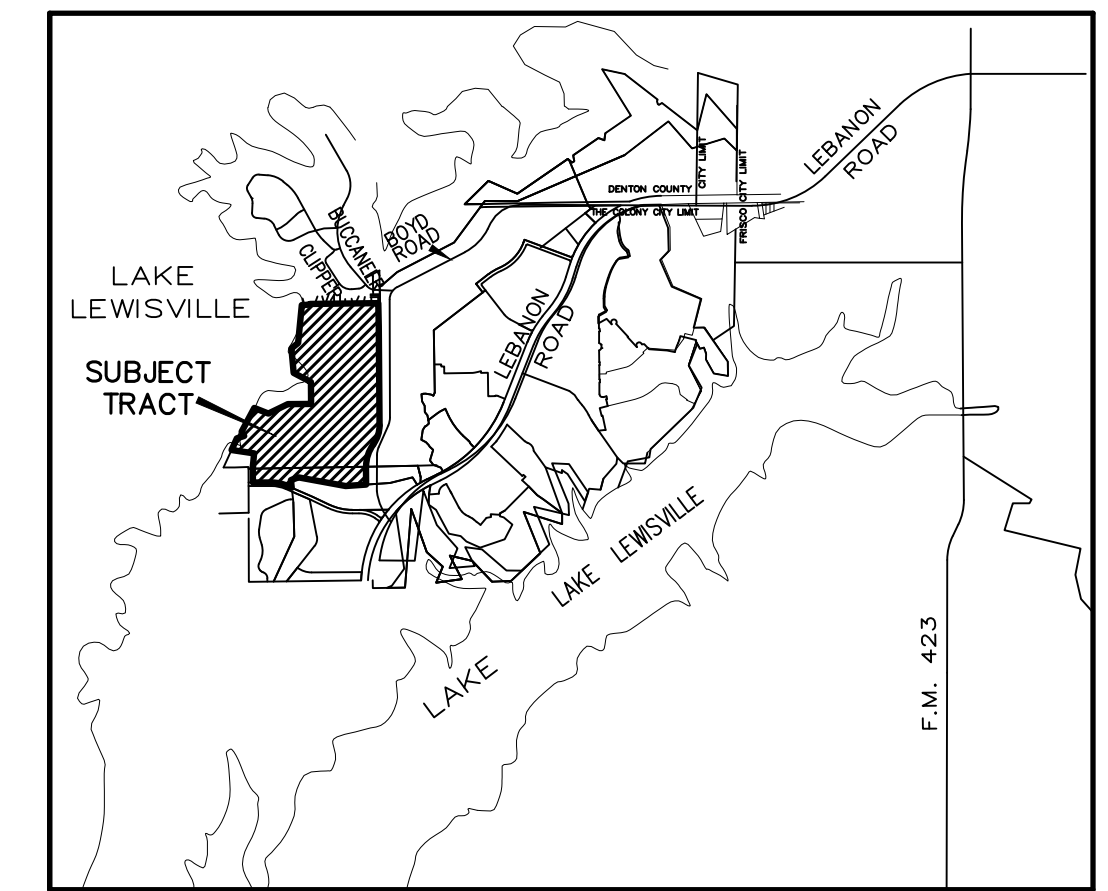 LEBANON
ROAD
CITY LIMIT
FRISCO CITY LIMIT
DENTON COUNTY
THE COLONY CITY LIMIT
BUCCANEER
BOYD
ROAD
CLIPPER
LAKE
LEWISVILLE
LEBANON
ROAD
SUBJECT
TRACT
LAKE LEWISVILLE
LAKE
F.M. 423